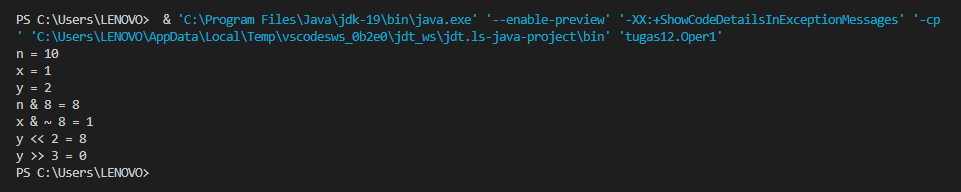 PS C:\Users\LENOVO>  & 'C:\Program Files\Java\jdk-19\bin\java.exe' '--enable-preview' '-XX:+ShowCodeDetailsInExceptionMessages' '-cp
' 'C:\Users\LENOVO\AppData\Local\Temp\vscodesws_0b2e0\jdt_ws\jdt.ls-java-project\bin' 'tugas12.Oper1'
n = 10
x = 1
y = 2
n & 8 = 8
x & ~ 8 = 1
y << 2 = 8
y >> 3 = 0
PS C:\Users\LENOVO>